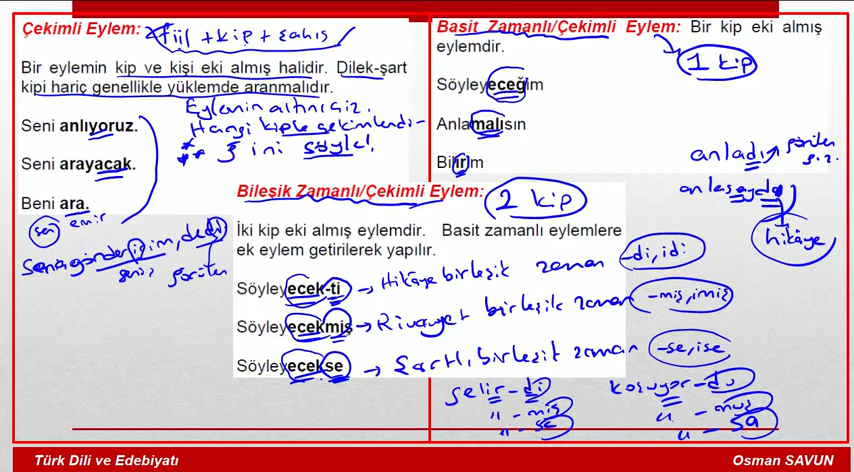 Çekimli Eylem: fiil + kip + şahıs
Bir eylemin kip ve kişi eki almış halidir. Dilek-şart
kipi hariç genellikle yüklemde aranmalıdır.
Eylemin altını çiz.
Hangi kiple çekimlendi-
ğini söyle!
Seni anlıyoruz.
Seni arayacak.
Beni ara.
sen emir
Basit Zamanlı/Çekimli Eylem: Bir kip eki almış
eylemdir.
1 kip
Söyleyeceğim
Anlamalısın
Bilirim
anladı
hikâye
Bileşik Zamanlı/Çekimli Eylem: 2 kip
İki kip eki almış eylemdir. Basit zamanlı eylemlere
ek eylem getirilerek yapılır.
Söyleyecek-ti → Hikâye birleşik zaman -di, idi
Söyleyecekmiş → Rivayet birleşik zaman -miş, imiş
Söyleyecekse → Şartlı birleşik zaman -se, ise
gelir - di
" - miş
" - se
koşuyor - du
" - muş
" - sa
Türk Dili ve Edebiyatı
Osman SAVUN